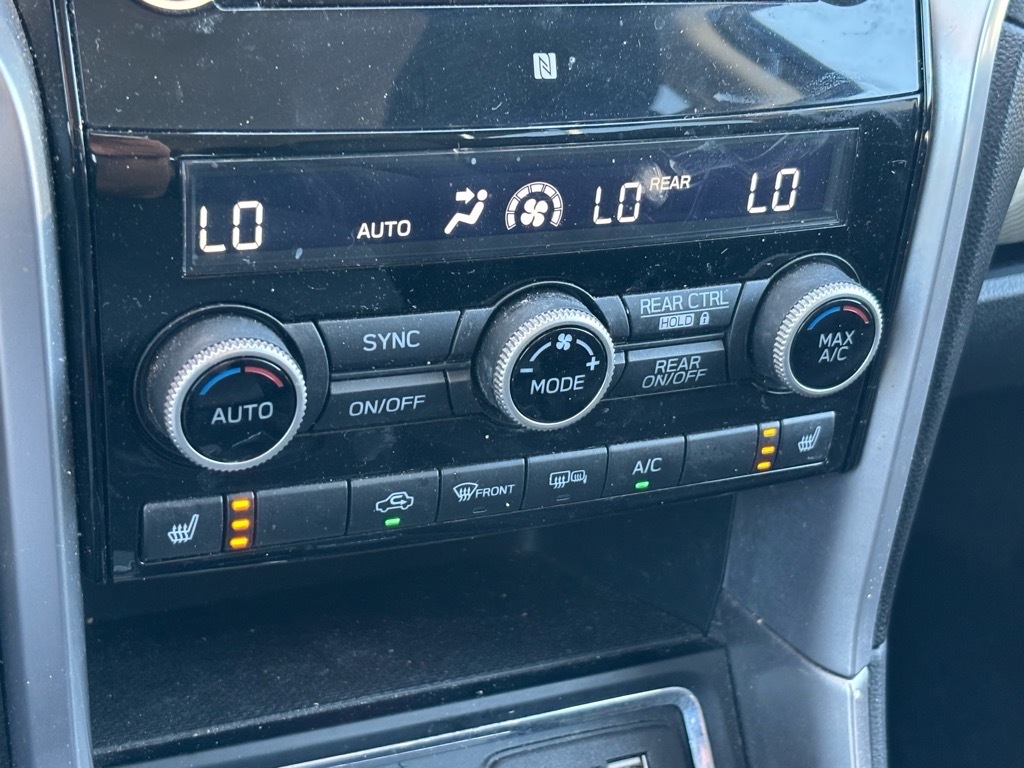 LO AUTO LO REAR LO
SYNC REAR CTRL
HOLD
AUTO ON/OFF - MODE + REAR
ON/OFF MAX
A/C
FRONT A/C